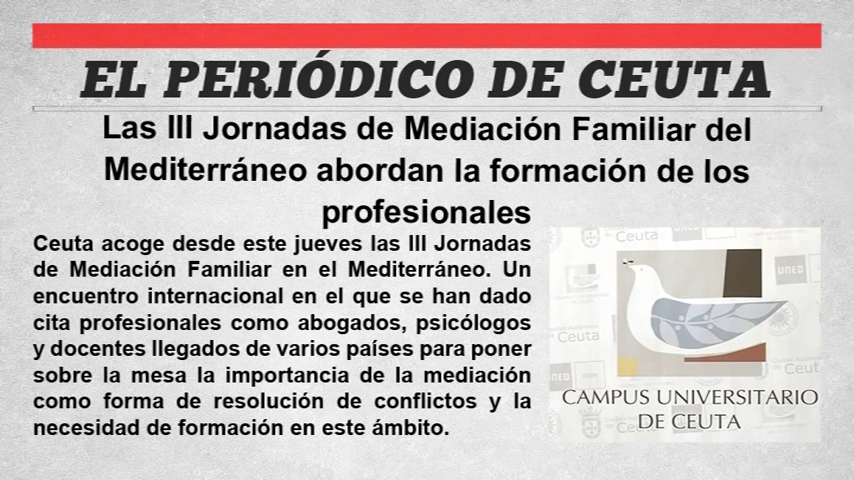 EL PERIÓDICO DE CEUTA
Las III Jornadas de Mediación Familiar del
Mediterráneo abordan la formación de los
profesionales
Ceuta acoge desde este jueves las III Jornadas
de Mediación Familiar en el Mediterráneo. Un
encuentro internacional en el que se han dado
cita profesionales como abogados, psicólogos
y docentes llegados de varios países para poner
sobre la mesa la importancia de la mediación
como forma de resolución de conflictos y la
necesidad de formación en este ámbito.
Ceuta
UNED
Ceuta
UNED
CAMPUS UNIVERSITARIO
DE CEUTA